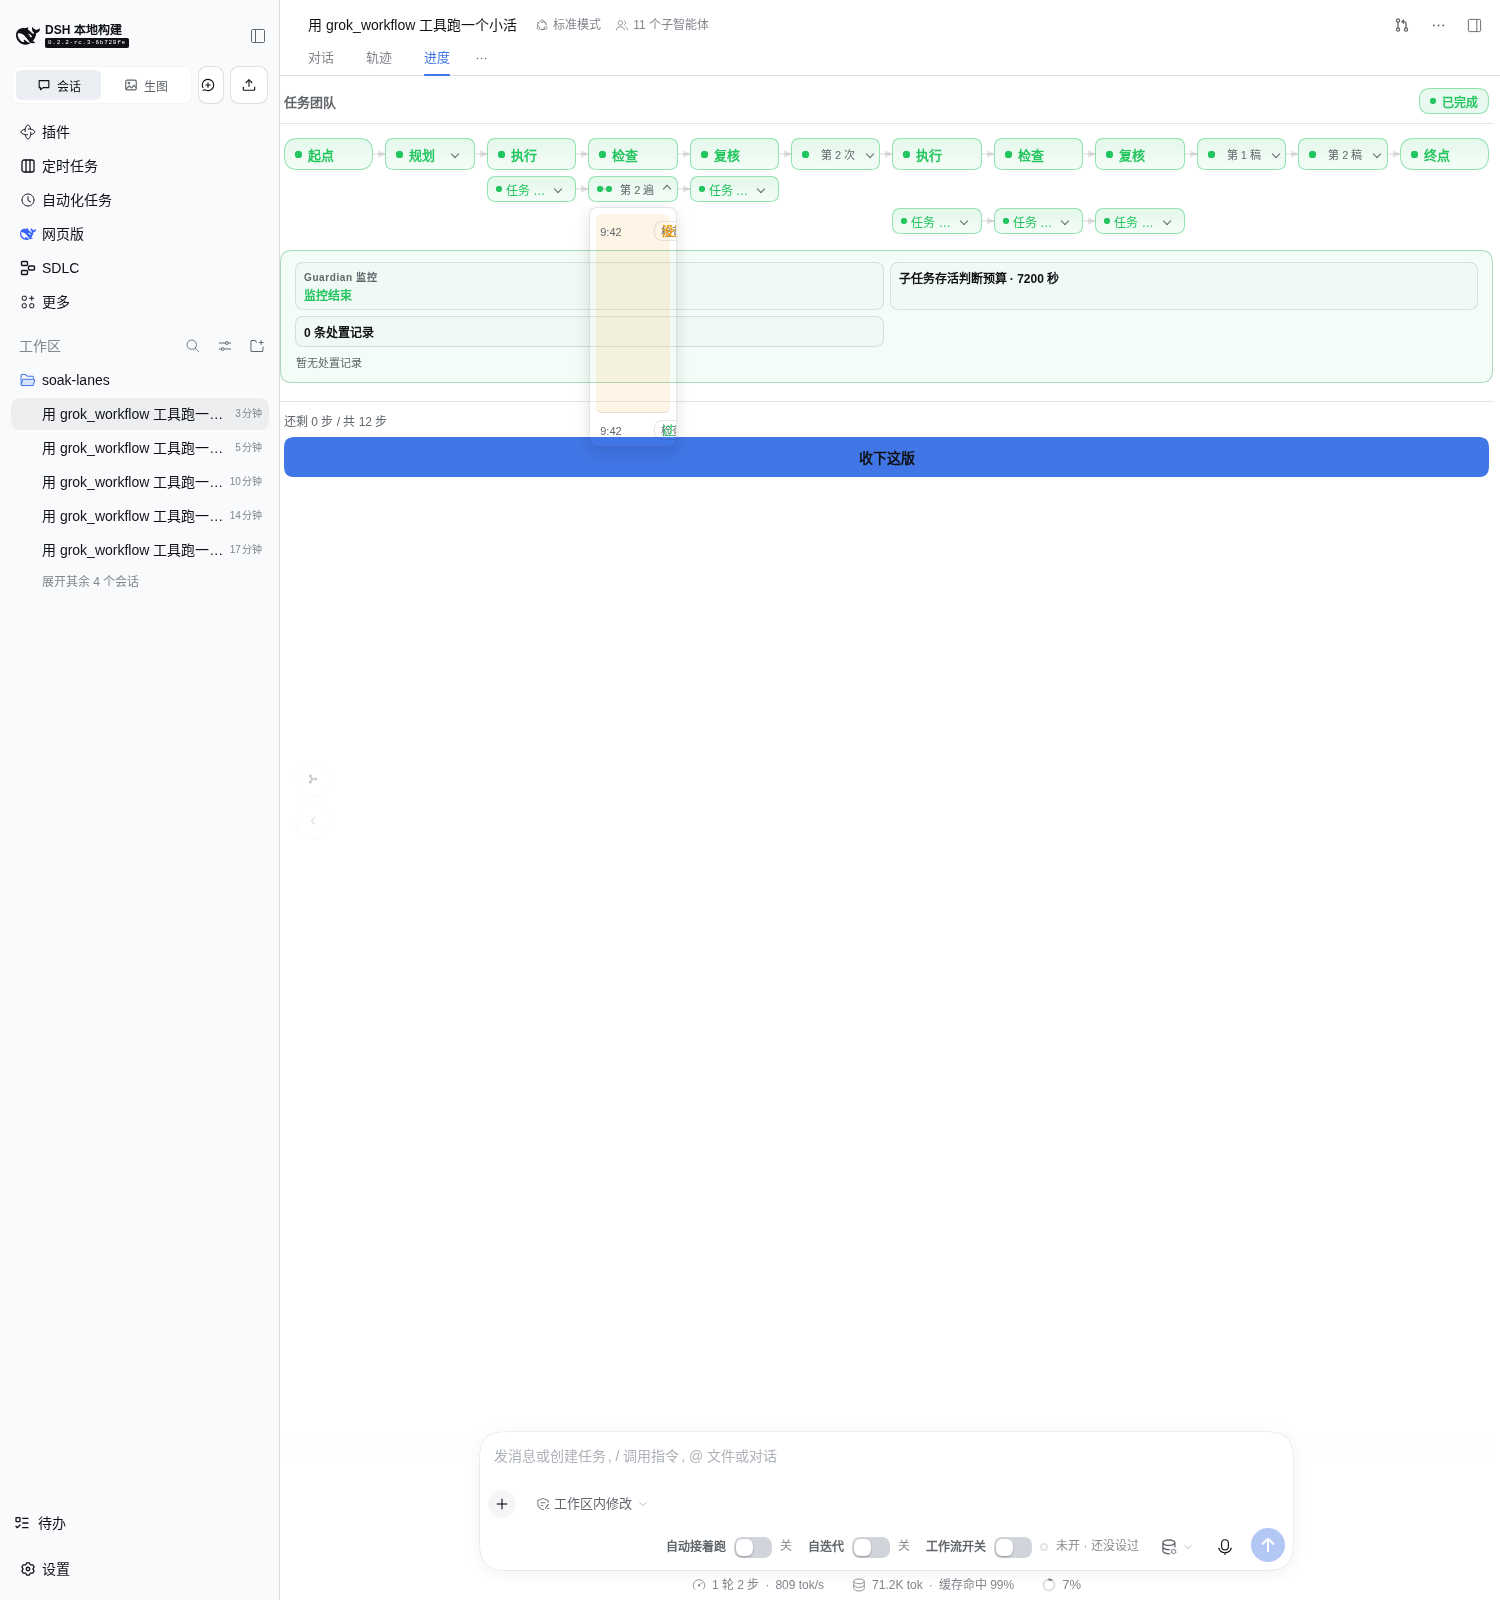 DSH 本地构建
0.2.2-rc.3-6b729fe
会话
生图
插件
定时任务
自动化任务
网页版
SDLC
更多
工作区
soak-lanes
用 grok_workflow 工具跑一… 3分钟
用 grok_workflow 工具跑一… 5分钟
用 grok_workflow 工具跑一… 10分钟
用 grok_workflow 工具跑一… 14分钟
用 grok_workflow 工具跑一… 17分钟
展开其余 4 个会话
待办
设置
用 grok_workflow 工具跑一个小活 标准模式 11 个子智能体
对话 轨迹 进度 …
任务团队 已完成
起点 规划 执行 检查 复核 第 2 次 执行 检查 复核 第 1 稿 第 2 稿 终点
任务 … 第 2 遍 任务 …
任务 … 任务 … 任务 …
9:42
9:42
Guardian 监控
监控结束
子任务存活判断预算 · 7200 秒
0 条处置记录
暂无处置记录
还剩 0 步 / 共 12 步
收下这版
发消息或创建任务, / 调用指令, @ 文件或对话
工作区内修改
自动接着跑 关 自迭代 关 工作流开关 未开 · 还没设过
1 轮 2 步 · 809 tok/s 71.2K tok · 缓存命中 99% 7%